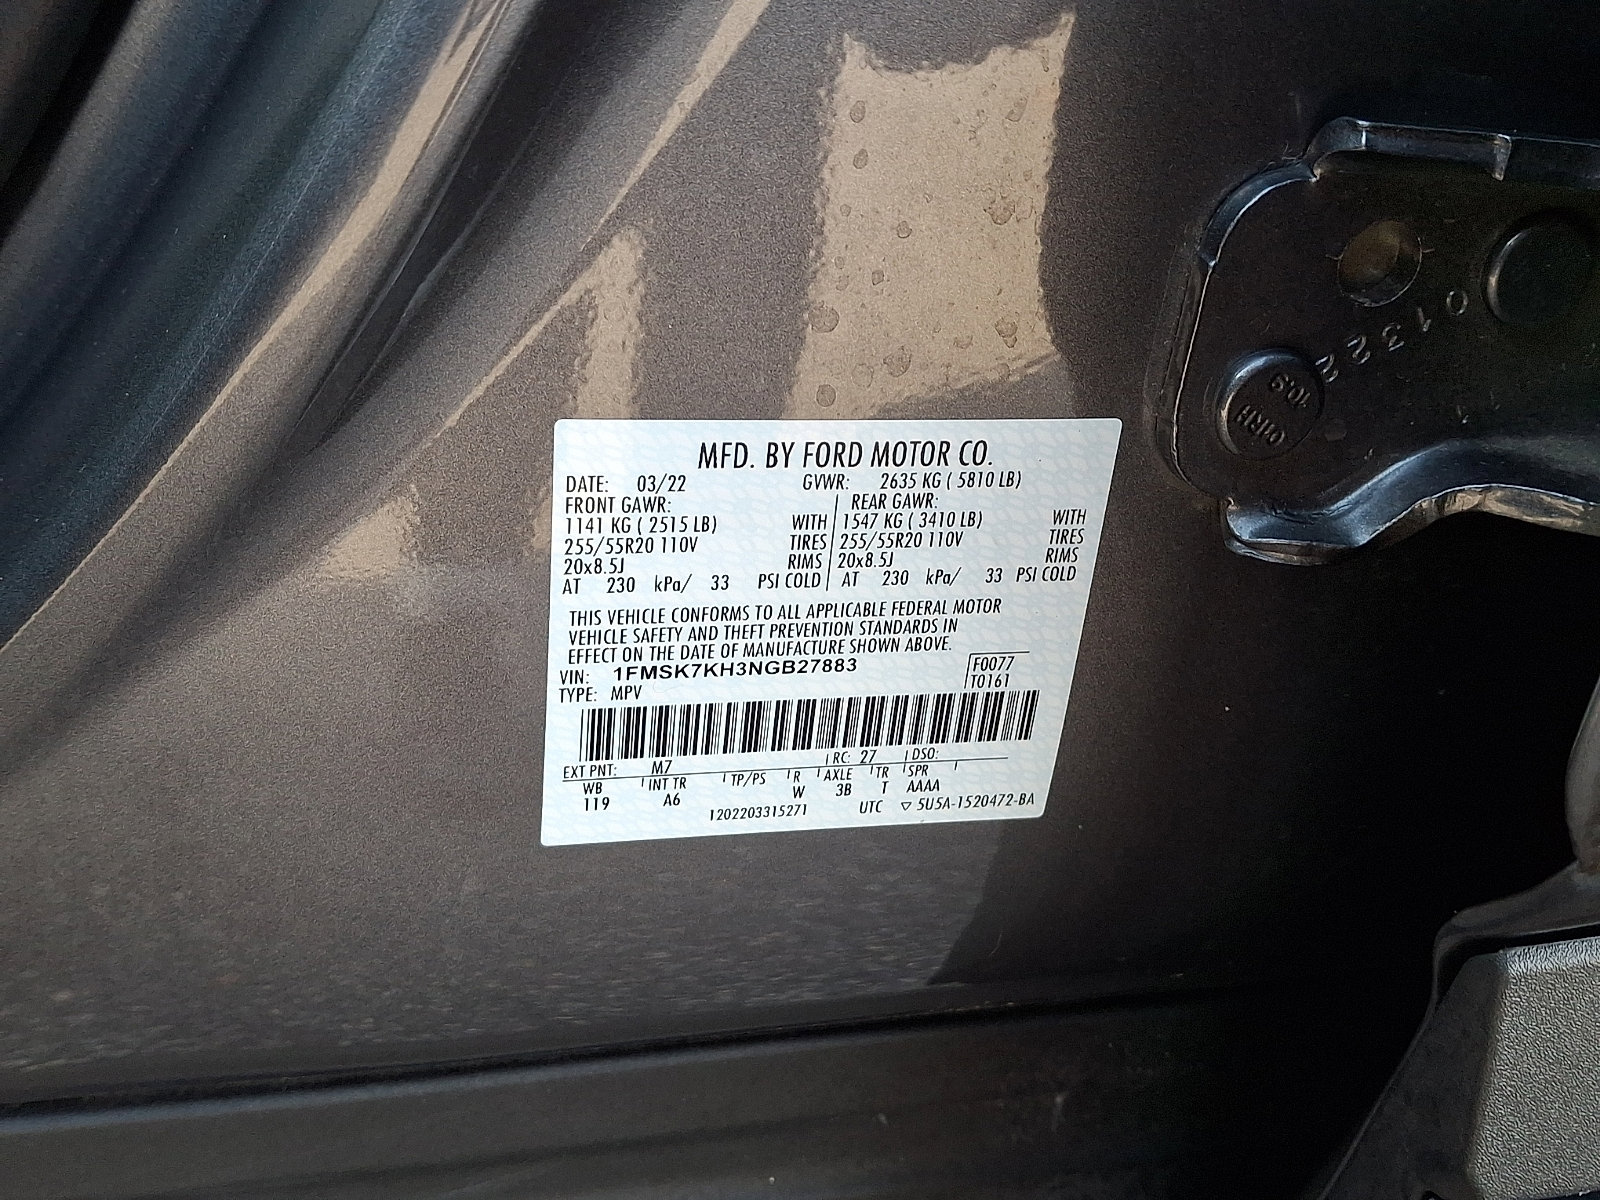 MFD. BY FORD MOTOR CO.
DATE: 03/22 GVWR: 2635 KG ( 5810 LB)
FRONT GAWR: REAR GAWR:
1141 KG ( 2515 LB) WITH 1547 KG ( 3410 LB) WITH
255/55R20 110V TIRES 255/55R20 110V TIRES
20x8.5J RIMS 20x8.5J RIMS
AT 230 kPa/ 33 PSI COLD AT 230 kPa/ 33 PSI COLD
THIS VEHICLE CONFORMS TO ALL APPLICABLE FEDERAL MOTOR
VEHICLE SAFETY AND THEFT PREVENTION STANDARDS IN
EFFECT ON THE DATE OF MANUFACTURE SHOWN ABOVE.
VIN: 1FMSK7KH3NGB27883 F0077
TYPE: MPV T0161
EXT PNT: M7 RC: 27 DSO:
WB INT TR TP/PS R AXLE TR SPR
119 A6 W 3B T AAAA
1202203315271 UTC ▽ 5U5A-1520472-BA
01322
10.9